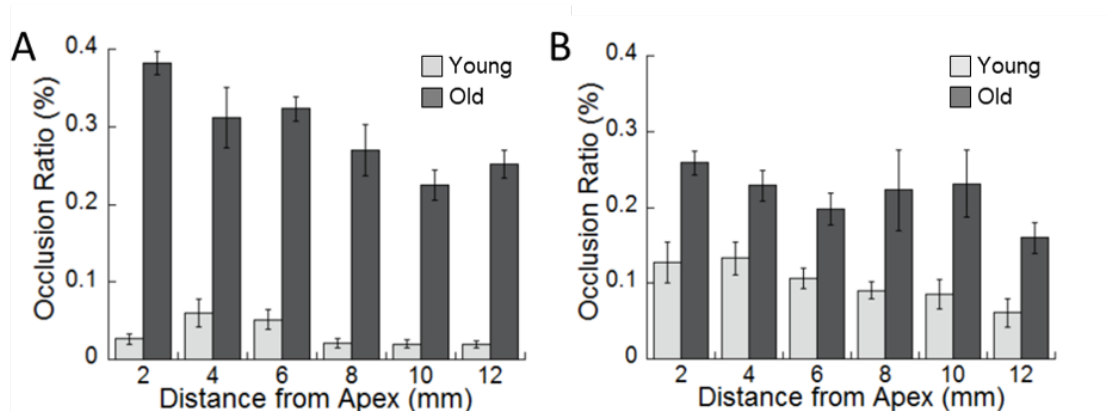 A
Occlusion Ratio (%)
0.4
0.3
0.2
0.1
0
Young
Old
2 4 6 8 10 12
Distance from Apex (mm)
B
Occlusion Ratio (%)
0.4
0.3
0.2
0.1
0
Young
Old
2 4 6 8 10 12
Distance from Apex (mm)